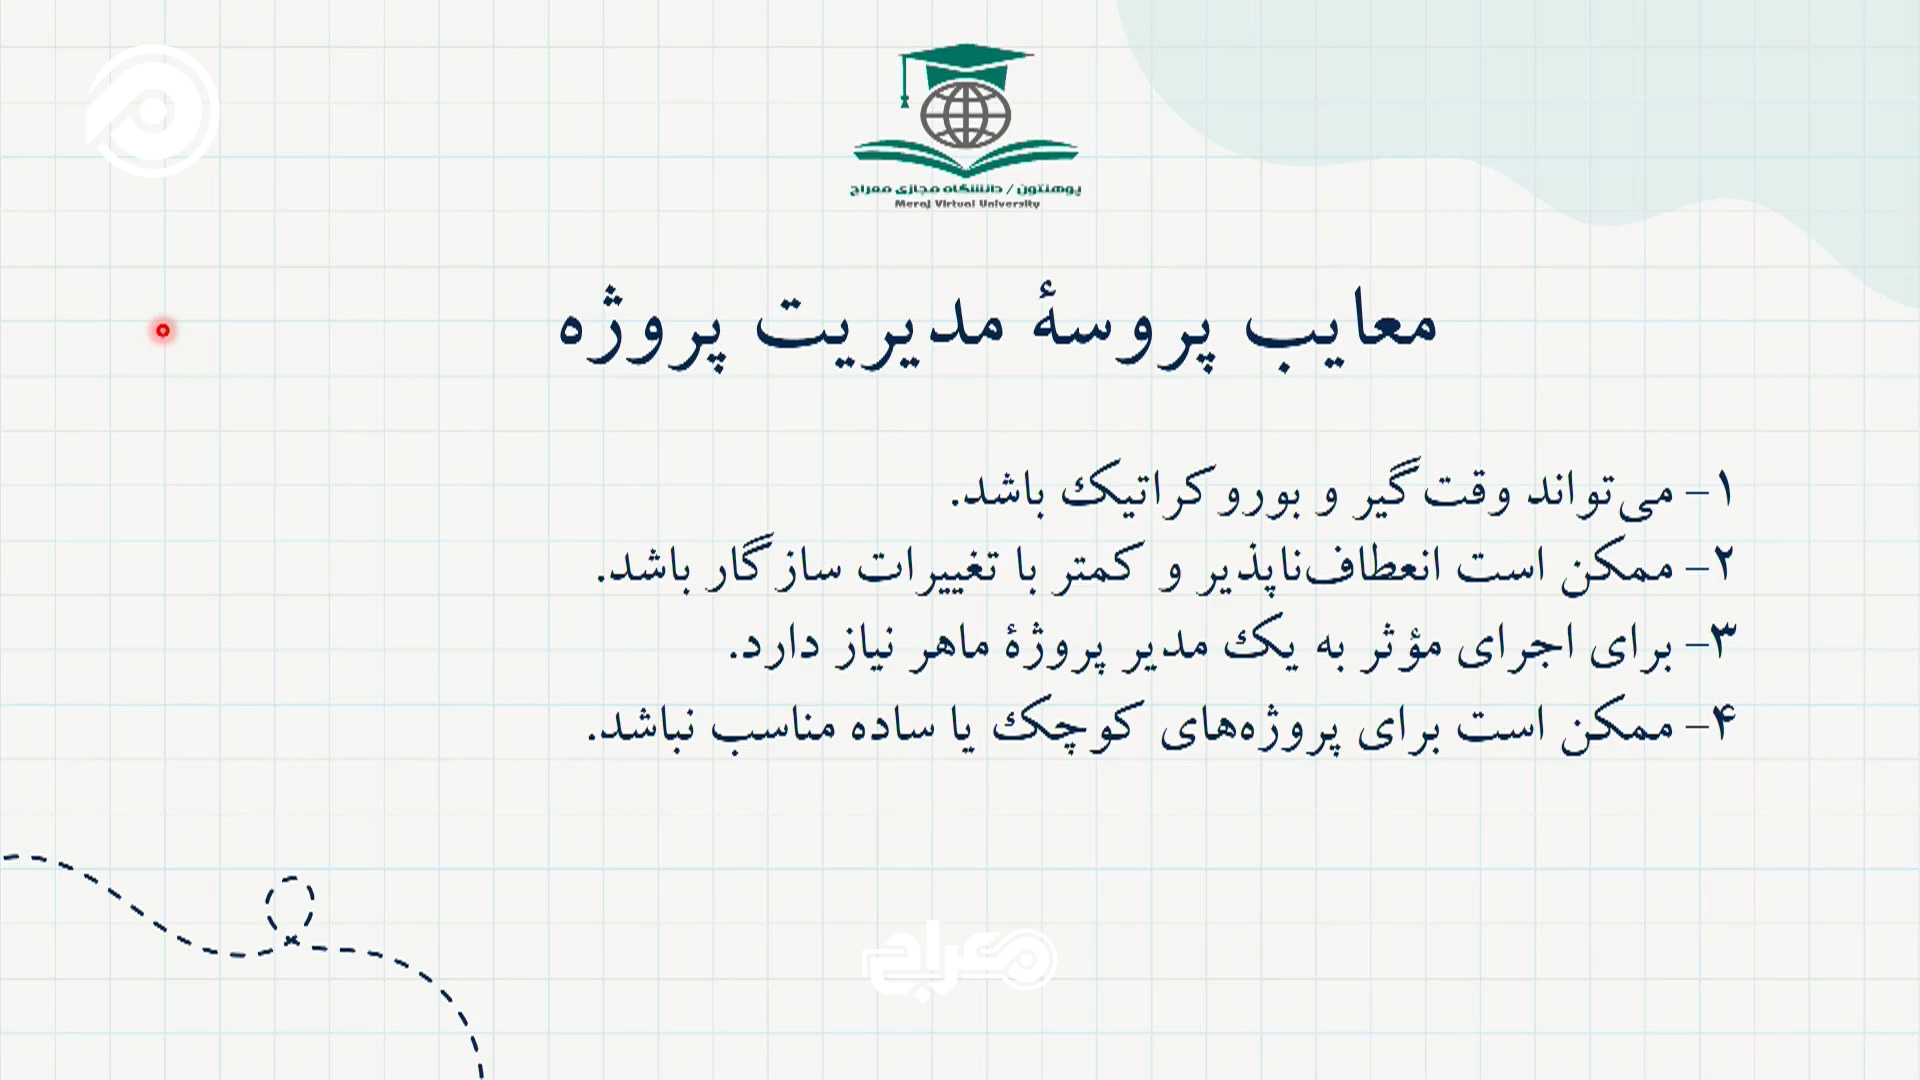 پوهنتون / دانشگاه مجازی معراج
Meraj Virtual University
معایب پروسهٔ مدیریت پروژه
۱- می‌تواند وقت‌گیر و بوروکراتیک باشد.
۲- ممکن است انعطاف‌ناپذیر و کمتر با تغییرات سازگار باشد.
۳- برای اجرای مؤثر به یک مدیر پروژهٔ ماهر نیاز دارد.
۴- ممکن است برای پروژه‌های کوچک یا ساده مناسب نباشد.
معراج